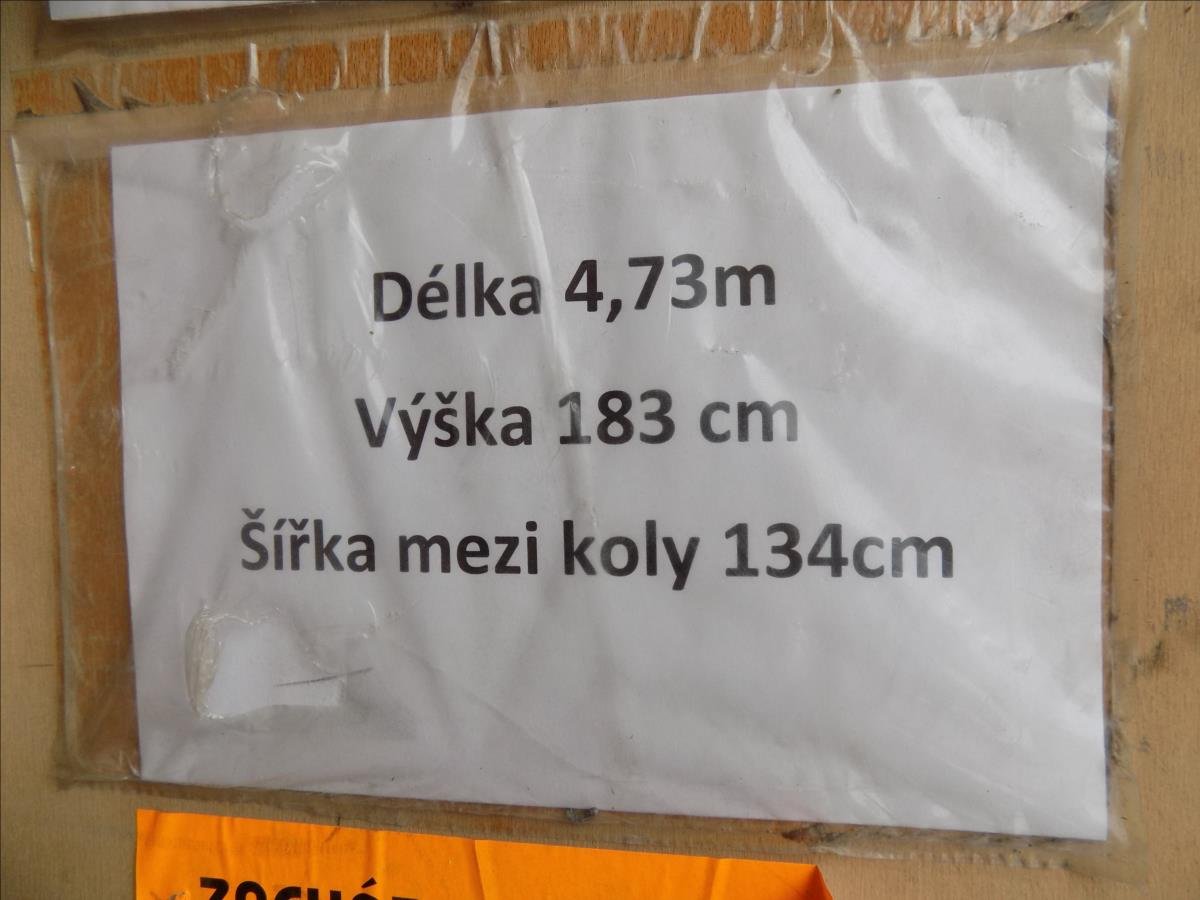 Délka 4,73m
Výška 183 cm
Šířka mezi koly 134cm